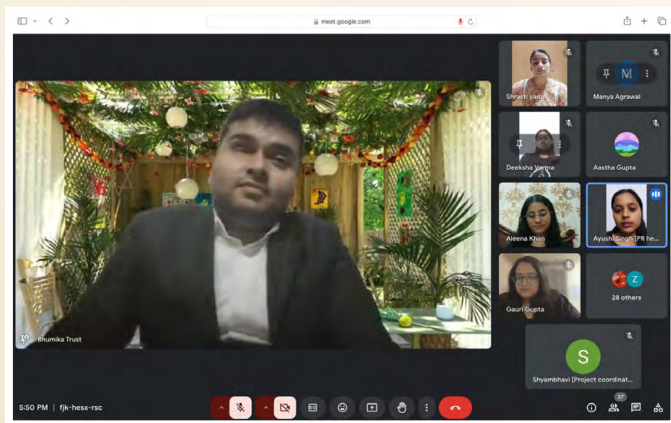 meet.google.com
Shrasti yada
M
Manya Agrawal
Deeksha Verma
Aastha Gupta
Aleena Khan
Ayushi Singh [PR he...
Gauri Gupta
Z
28 others
Bhumika Trust
S
Shyambhavi [Project coordinat...
5:50 PM | fjk-hesx-rsc
37